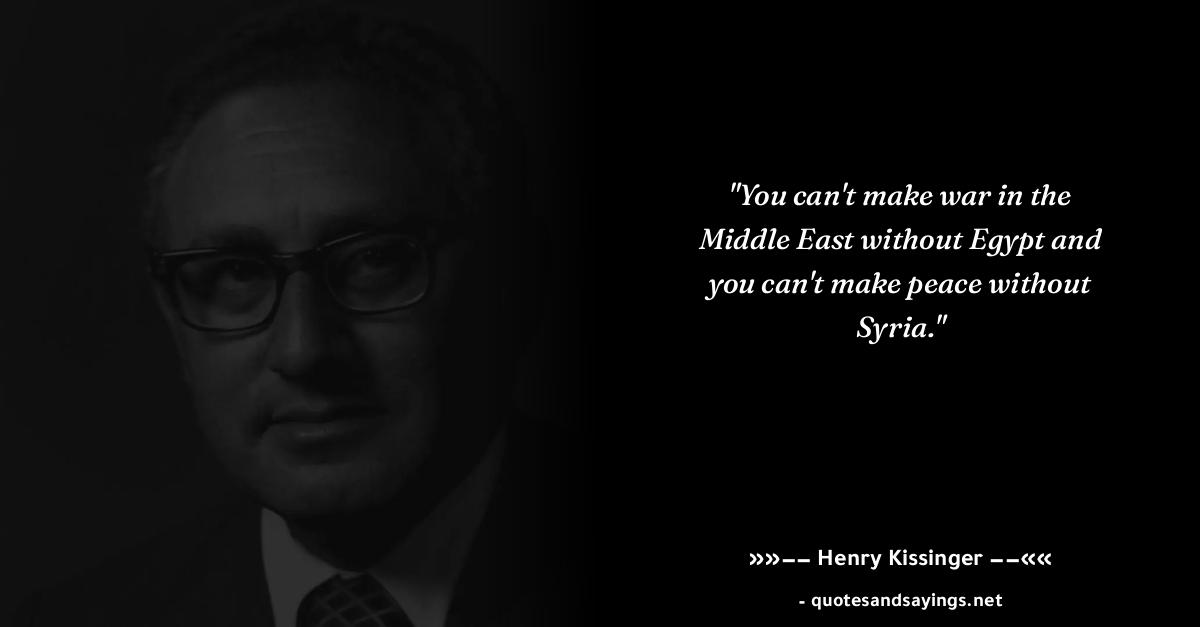 "You can't make war in the
Middle East without Egypt and
you can't make peace without
Syria."
»»−− Henry Kissinger −−««
- quotesandsayings.net